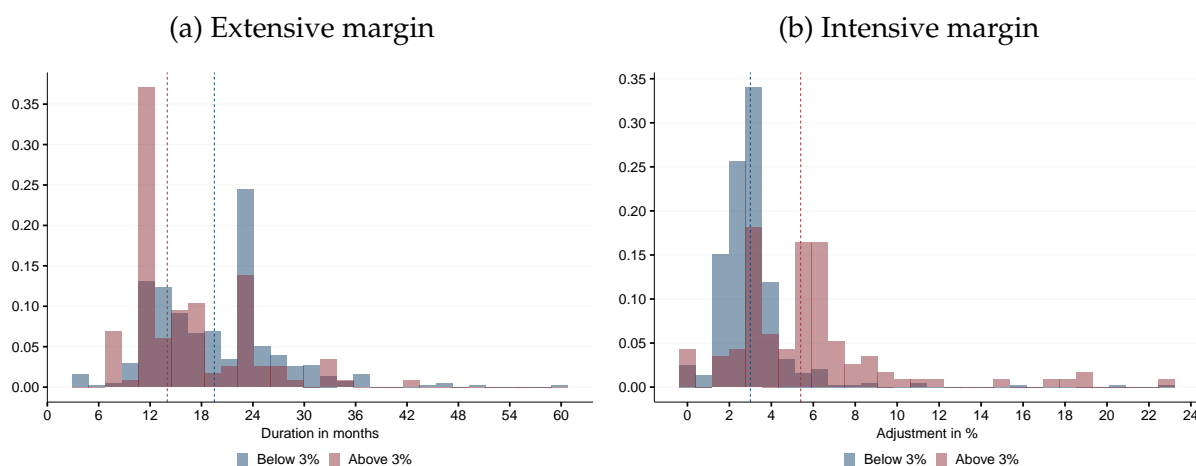 (a) Extensive margin
0.35
0.30
0.25
0.20
0.15
0.10
0.05
0.00
0 6 12 18 24 30 36 42 48 54 60
Duration in months
Below 3% Above 3%
(b) Intensive margin
0.35
0.30
0.25
0.20
0.15
0.10
0.05
0.00
0 2 4 6 8 10 12 14 16 18 20 22 24
Adjustment in %
Below 3% Above 3%